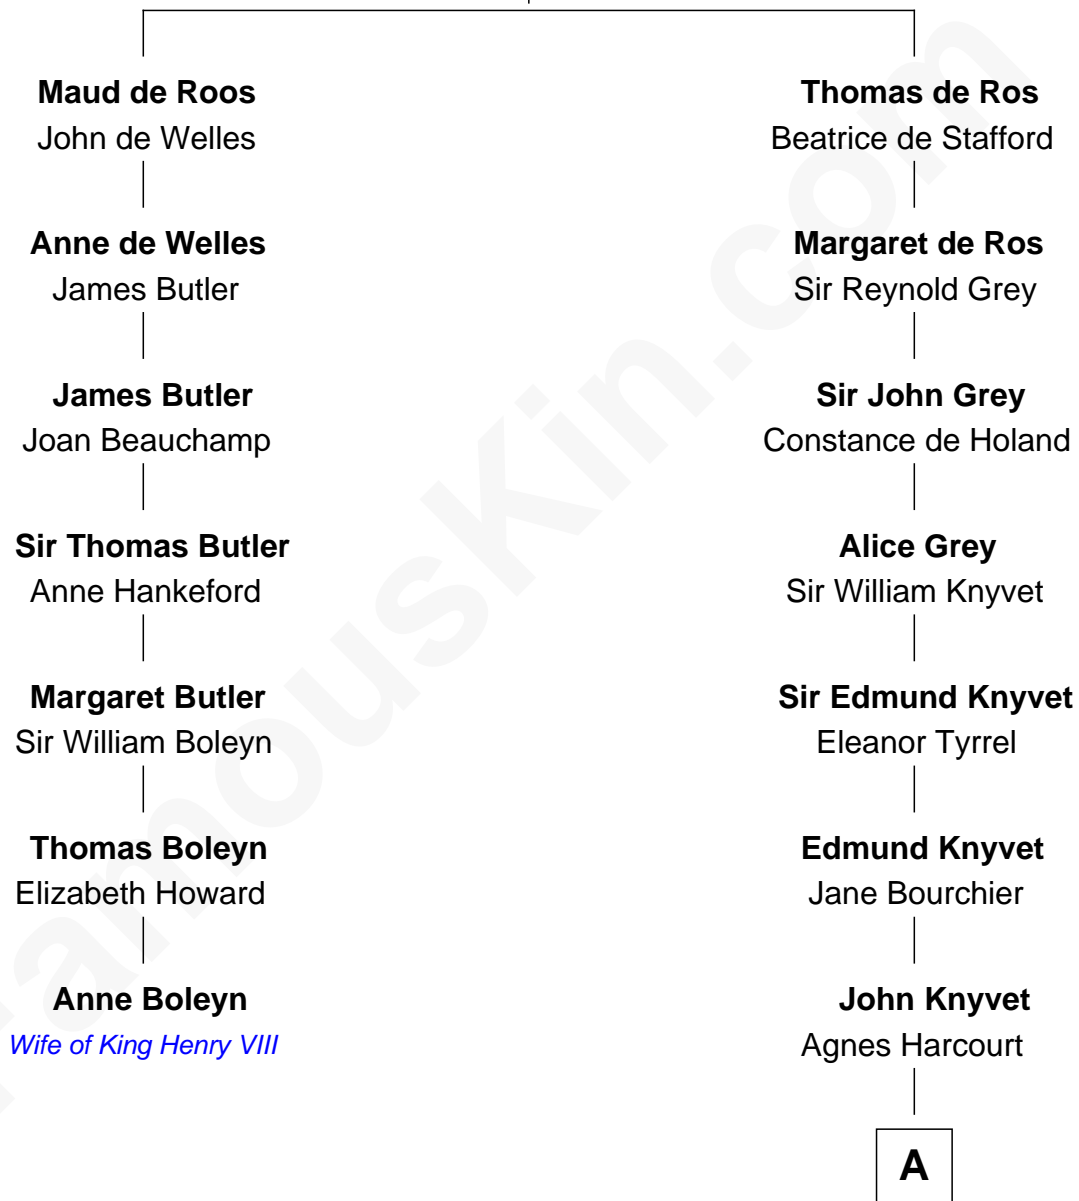 Maud de Roos
John de Welles
Anne de Welles
James Butler
James Butler
Joan Beauchamp
Sir Thomas Butler
Anne Hankeford
Margaret Butler
Sir William Boleyn
Thomas Boleyn
Elizabeth Howard
Anne Boleyn
Wife of King Henry VIII
Thomas de Ros
Beatrice de Stafford
Margaret de Ros
Sir Reynold Grey
Sir John Grey
Constance de Holand
Alice Grey
Sir William Knyvet
Sir Edmund Knyvet
Eleanor Tyrrel
Edmund Knyvet
Jane Bourchier
John Knyvet
Agnes Harcourt
A
FamousKin.com